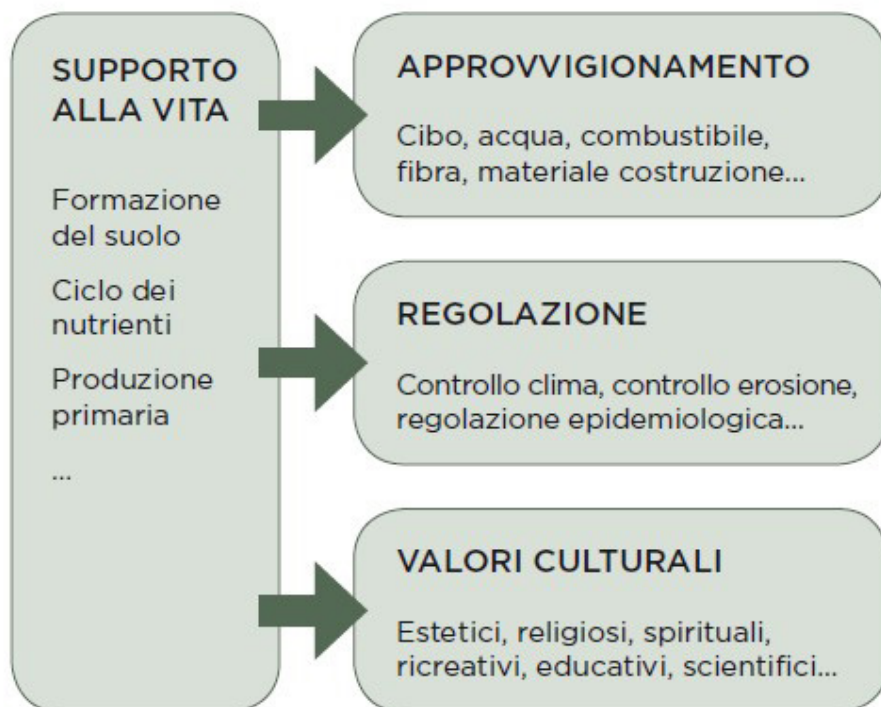 SUPPORTO
ALLA VITA
Formazione
del suolo
Ciclo dei
nutrienti
Produzione
primaria
...
APPROVVIGIONAMENTO
Cibo, acqua, combustibile,
fibra, materiale costruzione...
REGOLAZIONE
Controllo clima, controllo erosione,
regolazione epidemiologica...
VALORI CULTURALI
Estetici, religiosi, spirituali,
ricreativi, educativi, scientifici...